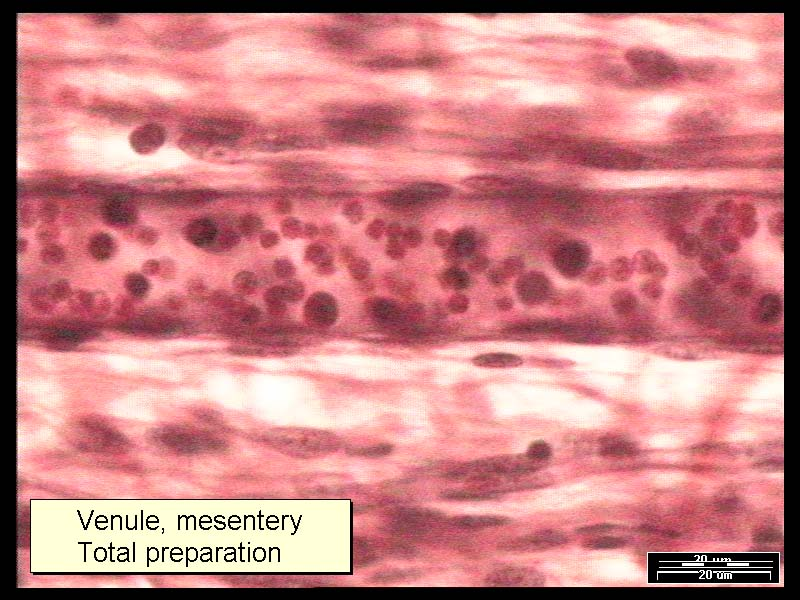 Venule, mesentery
Total preparation
20 um
20 um